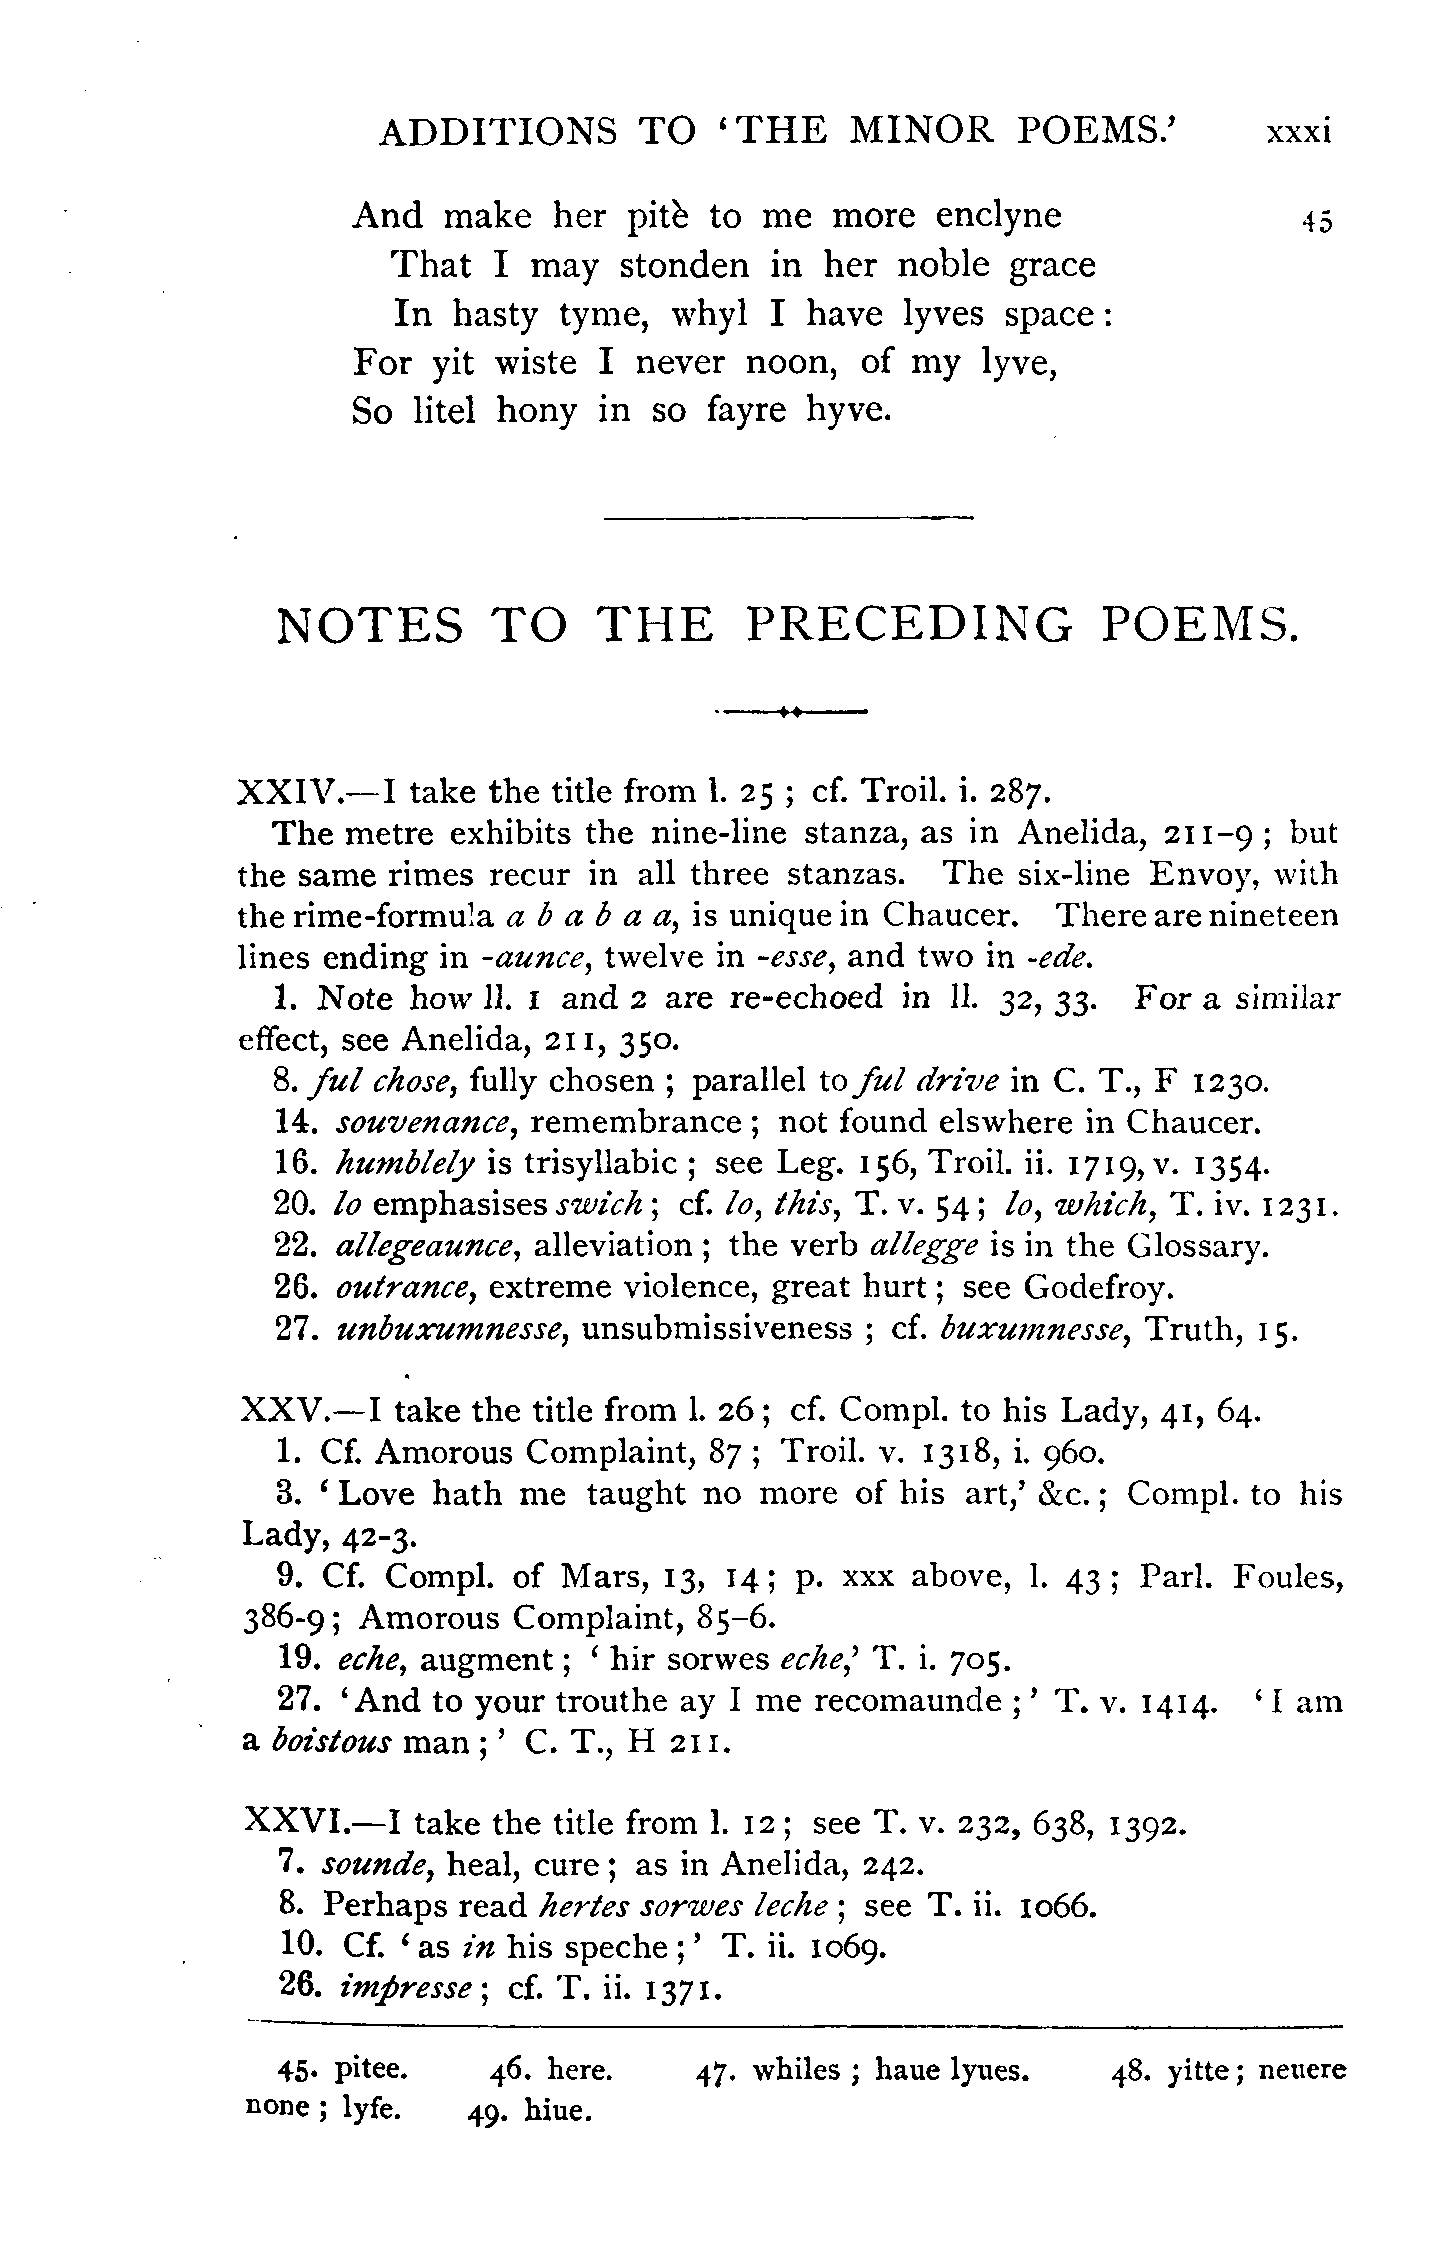 ADDITIONS TO ‘THE MINOR POEMS.’ xxxi
And make her pitè to me more enclyne 45
That I may stonden in her noble grace
In hasty tyme, whyl I have lyves space:
For yit wiste I never noon, of my lyve,
So litel hony in so fayre hyve.
NOTES TO THE PRECEDING POEMS.
XXIV.—I take the title from l. 25; cf. Troil. i. 287.
The metre exhibits the nine-line stanza, as in Anelida, 211-9; but
the same rimes recur in all three stanzas. The six-line Envoy, with
the rime-formula a b a b a a, is unique in Chaucer. There are nineteen
lines ending in -aunce, twelve in -esse, and two in -ede.
1. Note how ll. 1 and 2 are re-echoed in ll. 32, 33. For a similar
effect, see Anelida, 211, 350.
8. ful chose, fully chosen; parallel to ful drive in C. T., F 1230.
14. souvenance, remembrance; not found elswhere in Chaucer.
16. humblely is trisyllabic; see Leg. 156, Troil. ii. 1719, v. 1354.
20. lo emphasises swich; cf. lo, this, T. v. 54; lo, which, T. iv. 1231.
22. allegeaunce, alleviation; the verb allegge is in the Glossary.
26. outrance, extreme violence, great hurt; see Godefroy.
27. unbuxumnesse, unsubmissiveness; cf. buxumnesse, Truth, 15.
XXV.—I take the title from l. 26; cf. Compl. to his Lady, 41, 64.
1. Cf. Amorous Complaint, 87; Troil. v. 1318, i. 960.
3. ‘Love hath me taught no more of his art,’ &c.; Compl. to his
Lady, 42-3.
9. Cf. Compl. of Mars, 13, 14; p. xxx above, l. 43; Parl. Foules,
386-9; Amorous Complaint, 85-6.
19. eche, augment; ‘hir sorwes eche,’ T. i. 705.
27. ‘And to your trouthe ay I me recomaunde;’ T. v. 1414. ‘I am
a boistous man;’ C. T., H 211.
XXVI.—I take the title from l. 12; see T. v. 232, 638, 1392.
7. sounde, heal, cure; as in Anelida, 242.
8. Perhaps read hertes sorwes leche; see T. ii. 1066.
10. Cf. ‘as in his speche;’ T. ii. 1069.
26. impresse; cf. T. ii. 1371.
45. pitee. 46. here. 47. whiles; haue lyues. 48. yitte; neuere
none; lyfe. 49. hiue.